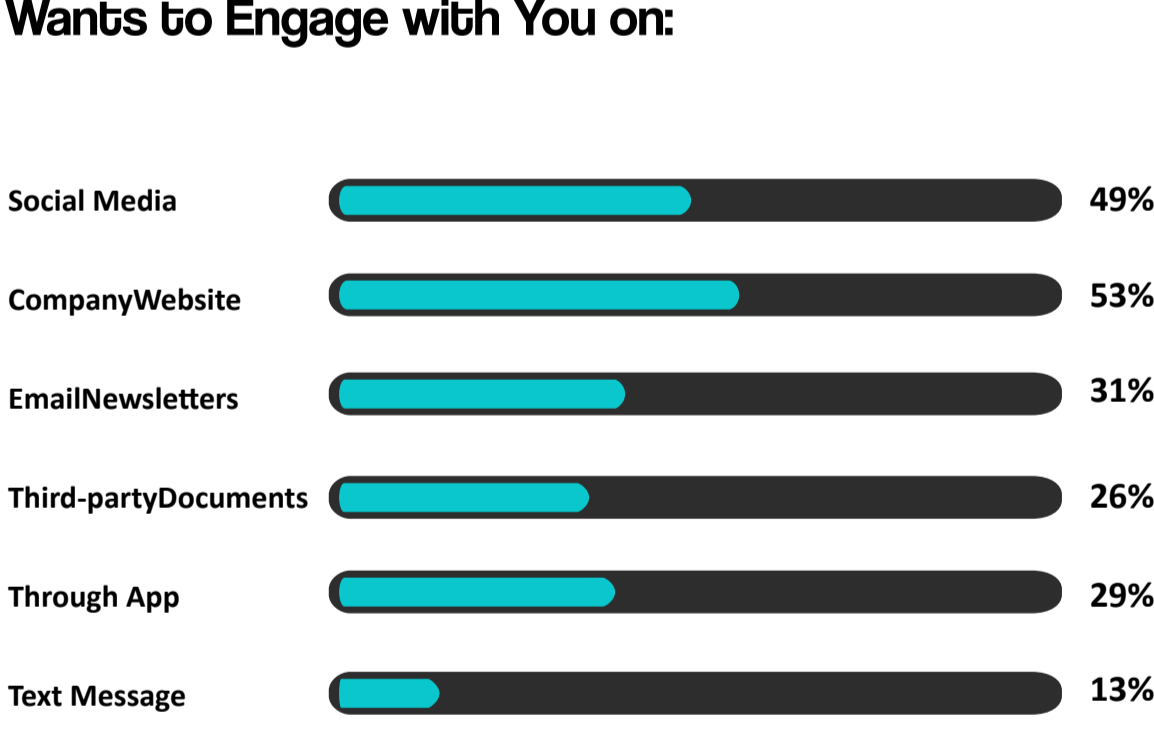 Wants to Engage with You on:
Social Media 49%
CompanyWebsite 53%
EmailNewsletters 31%
Third-partyDocuments 26%
Through App 29%
Text Message 13%